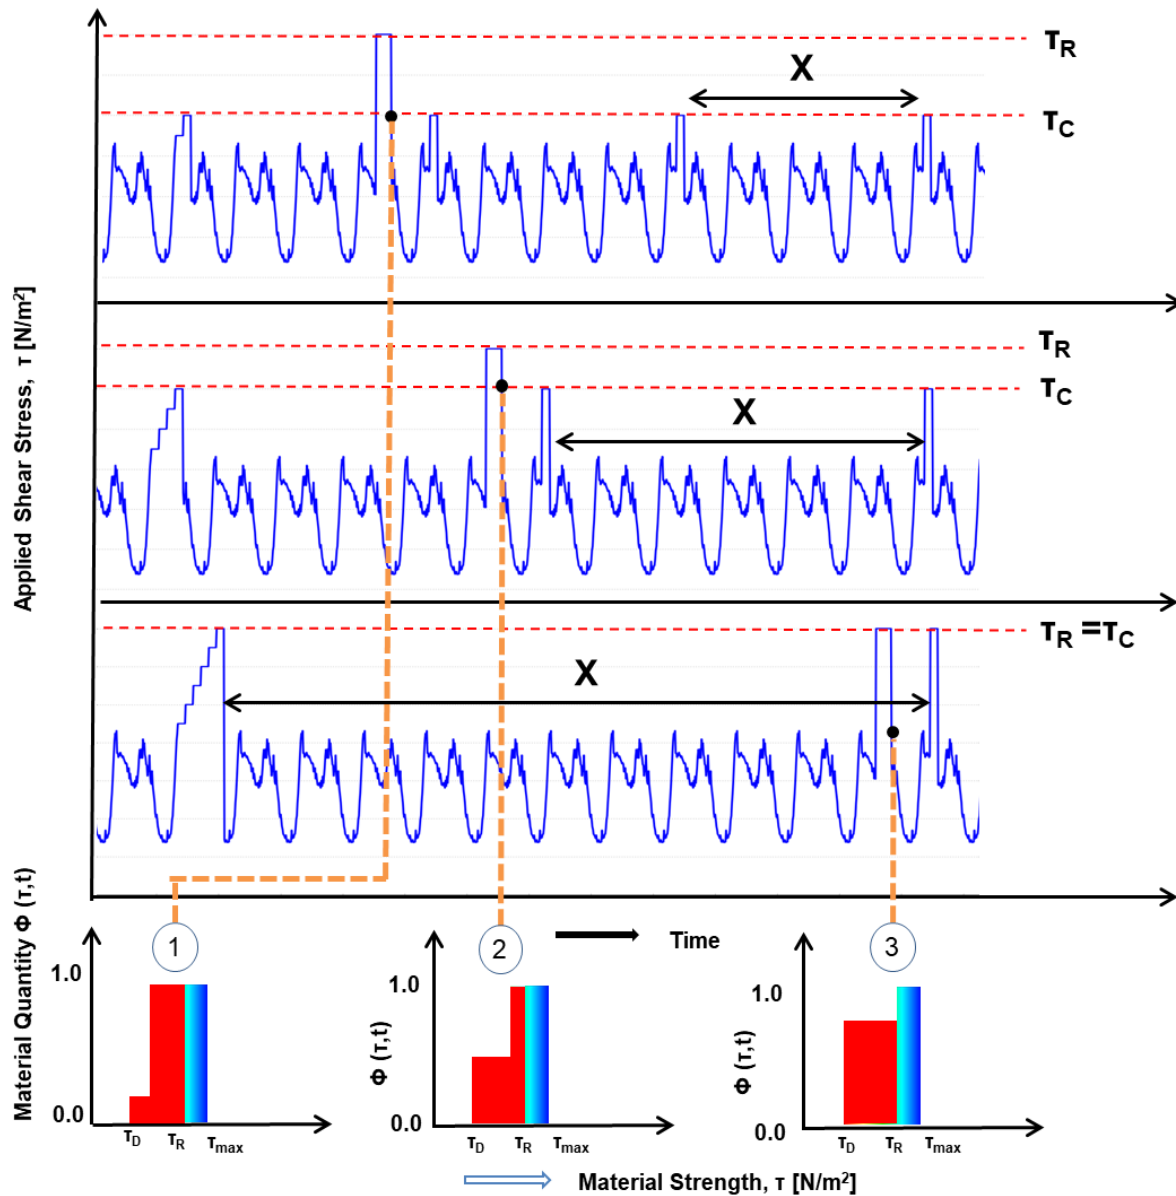 τR
X
τC
τR
τC
X
τR =τC
X
Applied Shear Stress, τ [N/m²]
Material Quantity Φ (τ,t)
1
2
Time
3
1.0
0.0
τD
τR
τmax
1.0
0.0
Φ (τ,t)
τD
τR
τmax
1.0
0.0
Φ (τ,t)
τD
τR
τmax
Material Strength, τ [N/m²]